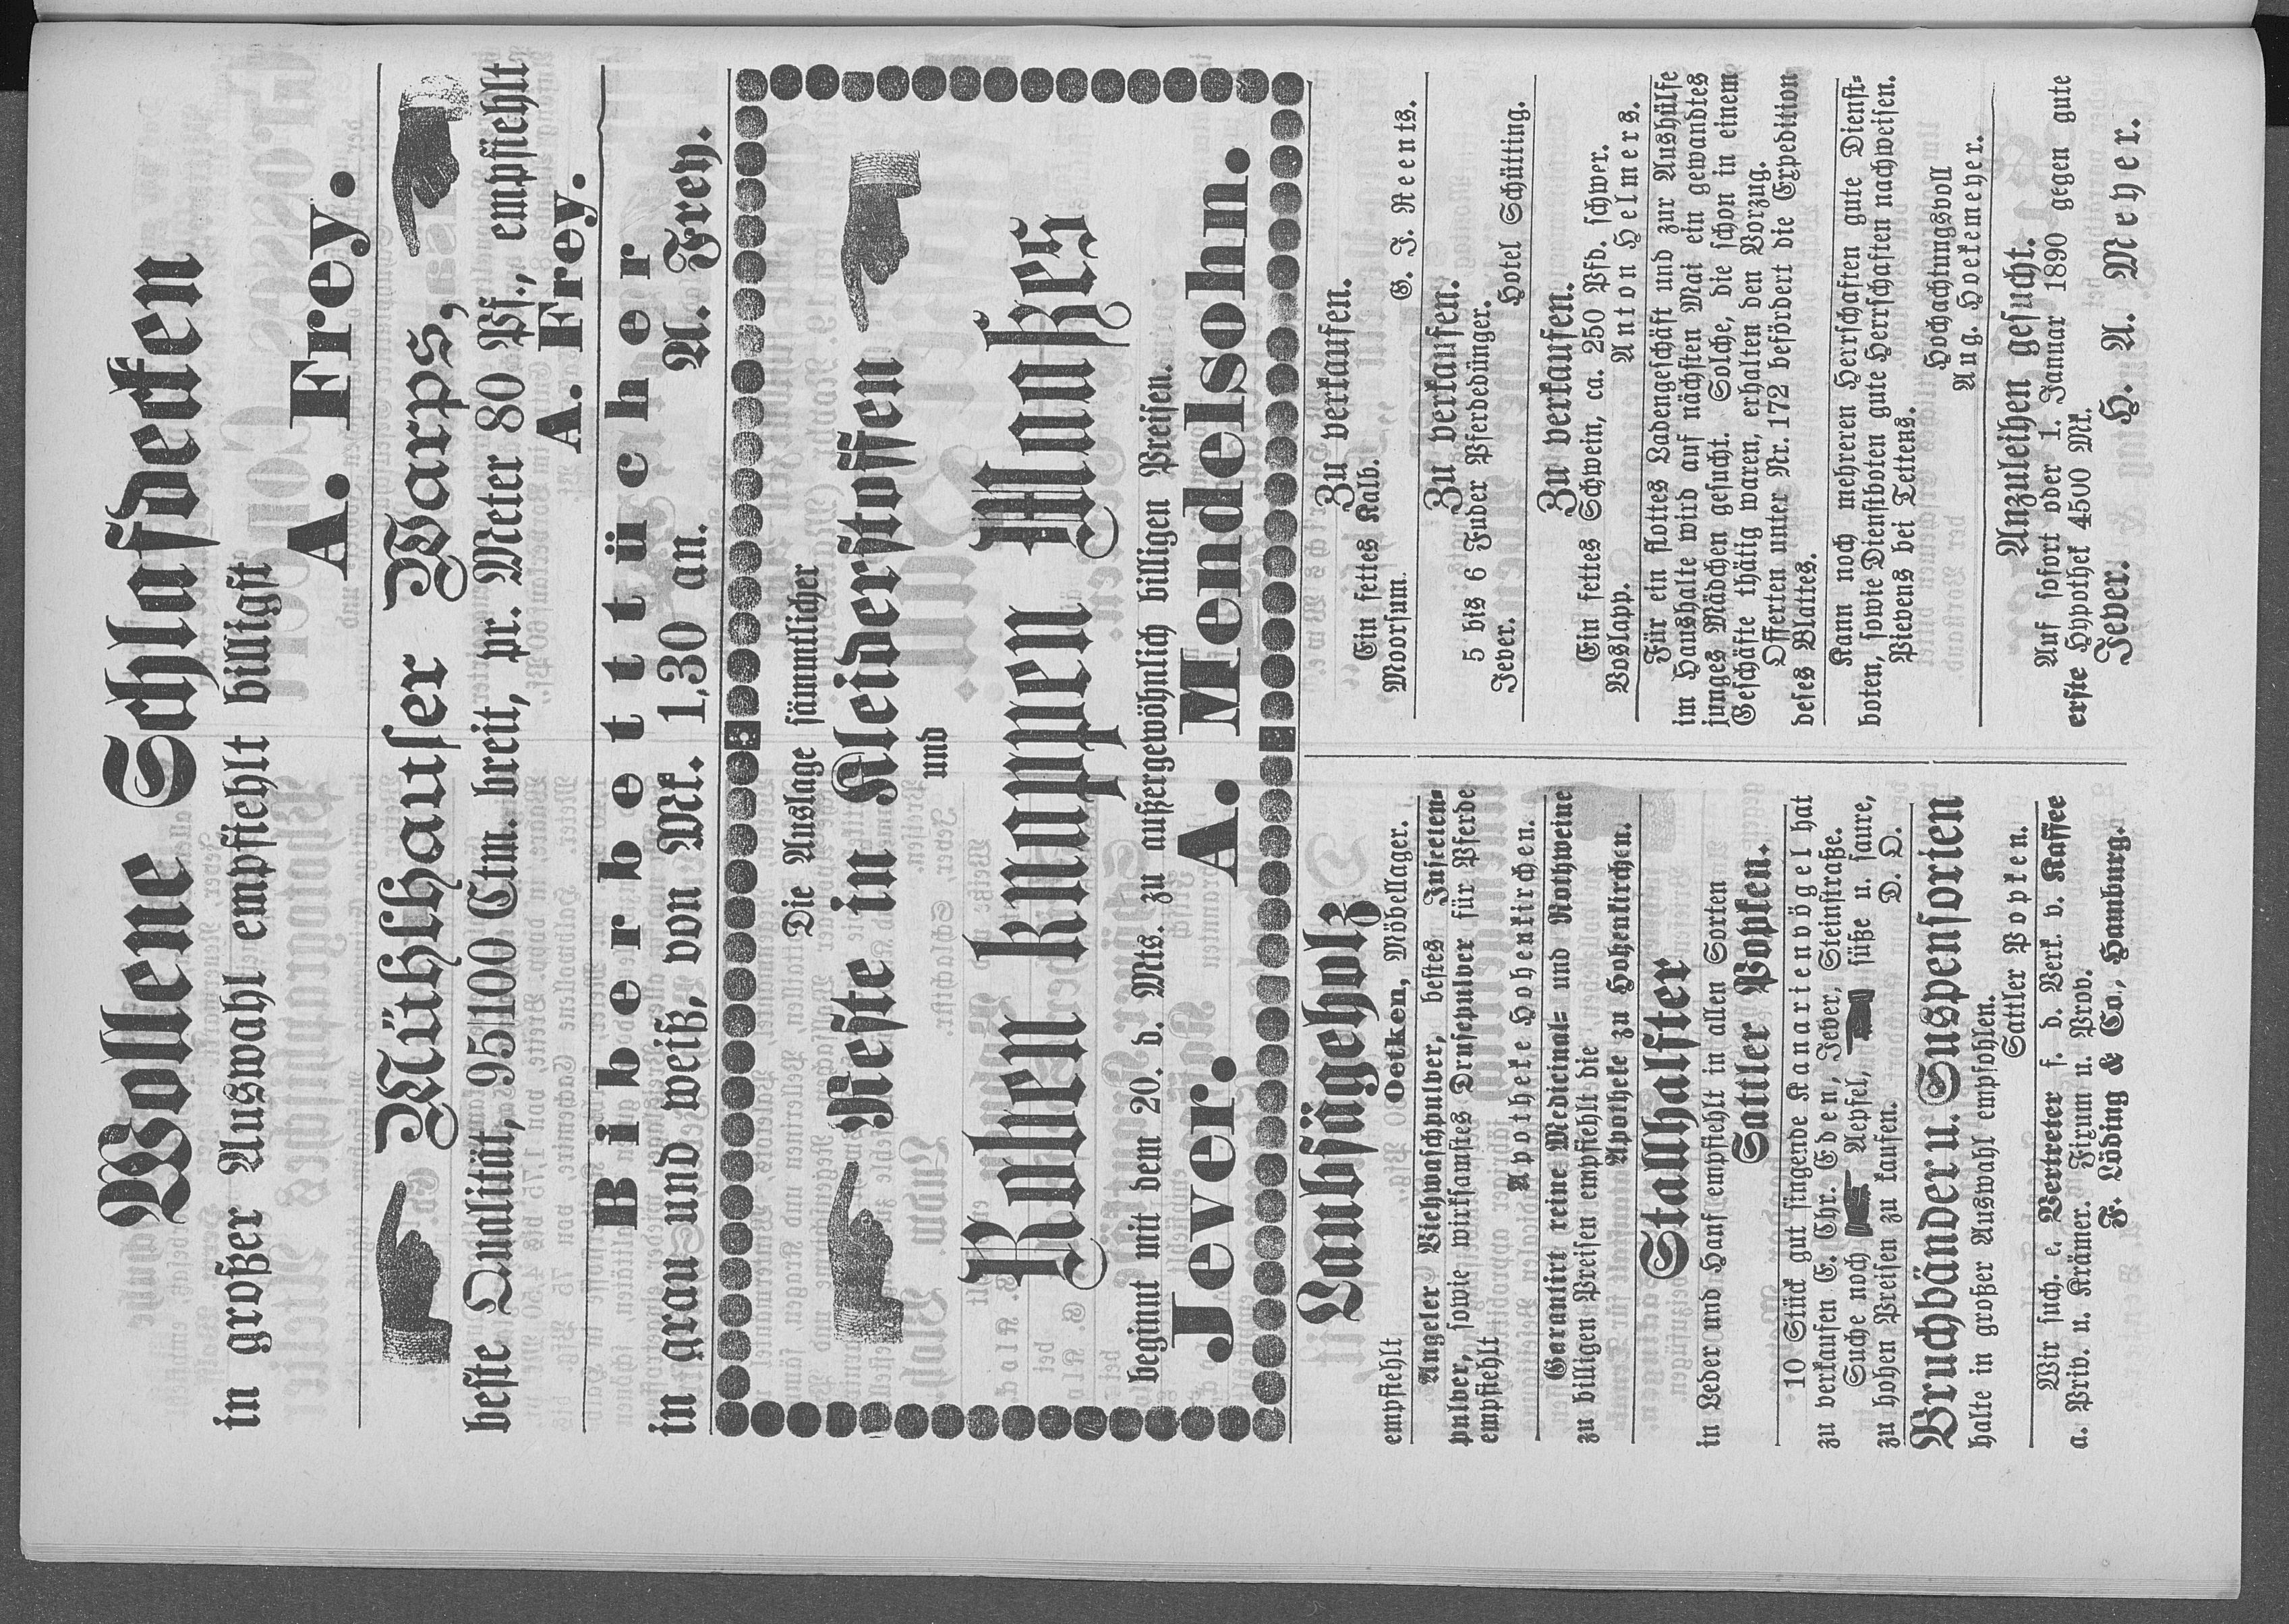 Wollene Schlafdecken
in großer Auswahl empfiehlt billigst
A. Frey.
Mühlhauser Warps,
beste Qualität, 95|100 Ctm. breit, pr. Meter 80 Pf., empfiehlt
A. Frey.
Biberbettücher
in grau und weiß, von Mk. 1,30 an.
A. Frey.
Die Auslage sämmtlicher
Reste in Kleiderstoffen
und
Roben knappen Maaßes
beginnt mit dem 20. d. Mts. zu außergewöhnlich billigen Preisen.
Jever. A. Mendelsohn.
Laubsägeholz
empfiehlt Oetken, Möbellager.
Angeler Viehwaschpulver, bestes Insecten-
pulver, sowie wirksamstes Drusepulver für Pferde
empfiehlt Apotheke Hohenkirchen.
Garantirt reine Medicinal- und Rothweine
zu billigen Preisen empfiehlt die
Apotheke zu Hohenkirchen.
Stallhalfter
in Leder und Hanf empfiehlt in allen Sorten
Sattler Popken.
10 Stück gut singende Kanarienvögel hat
zu verkaufen E. Chr. Eden, Jever, Steinstraße.
Suche noch Aepfel, süße u. saure,
zu hohen Preisen zu kaufen. D. O.
Bruchbänder u. Suspensorien
halte in großer Auswahl empfohlen.
Sattler Popken.
Wir such. e. Vertreter f. d. Verk. v. Kaffee
a. Priv. u. Krämer. Fixum u. Prov.
F. Löding & Co., Hamburg.
Zu verkaufen.
Ein fettes Kalb.
Moorsum. G. J. Reents.
Zu verkaufen.
5 bis 6 Fuder Pferdedünger.
Jever. Hotel Schütting.
Zu verkaufen.
Ein fettes Schwein, ca. 250 Pfd. schwer.
Voslapp. Anton Helmers.
Für ein flottes Ladengeschäft und zur Aushülfe
im Haushalte wird auf nächsten Mai ein gewandtes
junges Mädchen gesucht. Solche, die schon in einem
Geschäfte thätig waren, erhalten den Vorzug.
Offerten unter Nr. 172 befördert die Expedition
deses Blattes.
Kann noch mehreren Herrschaften gute Dienst-
boten, sowie Dienstboten gute Herrschaften nachweisen.
Pievens bei Tettens.
Hochachtungsvoll
Aug. Hoekemeyer.
Anzuleihen gesucht.
Auf sofort oder 1. Januar 1890 gegen gute
erste Hypothek 4500 Mk.
Jever. H. A. Meyer.